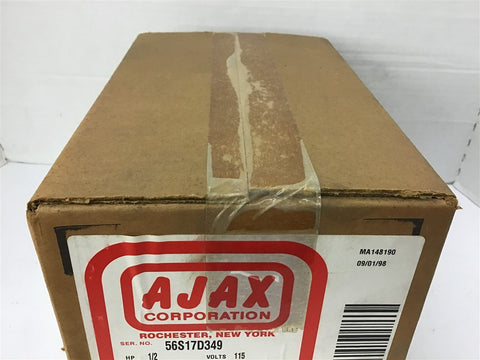 AJAX
CORPORATION
ROCHESTER, NEW YORK
SER. NO. 56S17D349
HP 1/2 VOLTS 115
MA148190
09/01/98